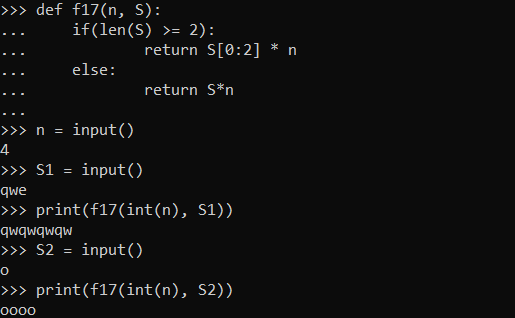 >>> def f17(n, S):
...     if(len(S) >= 2):
...             return S[0:2] * n
...     else:
...             return S*n
...
>>> n = input()
4
>>> S1 = input()
qwe
>>> print(f17(int(n), S1))
qwqwqwqw
>>> S2 = input()
o
>>> print(f17(int(n), S2))
oooo